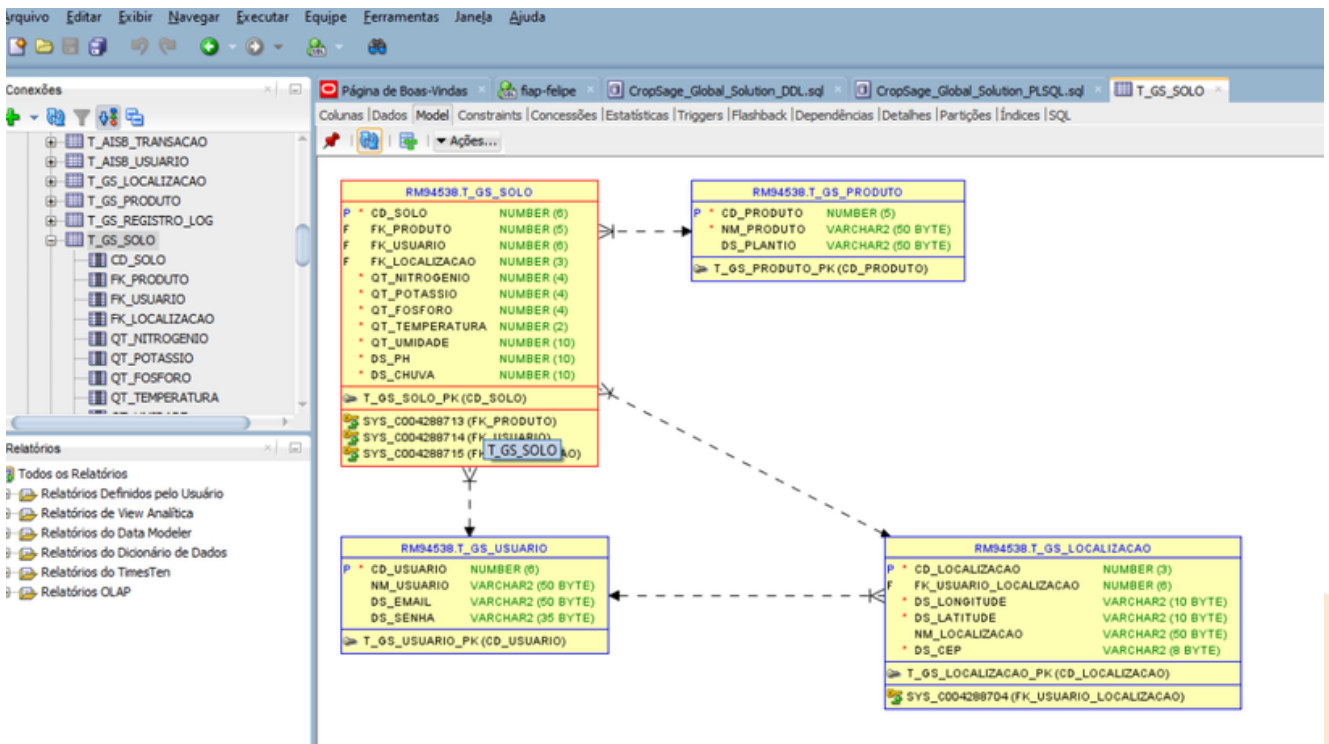 Arquivo Editar Exibir Navegar Executar Equipe Ferramentas Janela Ajuda
Conexões
T_AISB_TRANSACAO
T_AISB_USUARIO
T_GS_LOCALIZACAO
T_GS_PRODUTO
T_GS_REGISTRO_LOG
T_GS_SOLO
CD_SOLO
FK_PRODUTO
FK_USUARIO
FK_LOCALIZACAO
QT_NITROGENIO
QT_POTASSIO
QT_FOSFORO
QT_TEMPERATURA
Relatórios
Todos os Relatórios
Relatórios Definidos pelo Usuário
Relatórios de View Analítica
Relatórios do Data Modeler
Relatórios do Dicionário de Dados
Relatórios do TimesTen
Relatórios OLAP
Página de Boas-Vindas fiap-felipe CropSage_Global_Solution_DDL.sql CropSage_Global_Solution_PLSQL.sql T_GS_SOLO
Colunas | Dados | Model | Constraints | Concessões | Estatísticas | Triggers | Flashback | Dependências | Detalhes | Partições | Índices | SQL
Ações...
RM94538.T_GS_SOLO
P * CD_SOLO NUMBER (6)
F FK_PRODUTO NUMBER (5)
F FK_USUARIO NUMBER (6)
F FK_LOCALIZACAO NUMBER (3)
* QT_NITROGENIO NUMBER (4)
* QT_POTASSIO NUMBER (4)
* QT_FOSFORO NUMBER (4)
* QT_TEMPERATURA NUMBER (2)
* QT_UMIDADE NUMBER (10)
* DS_PH NUMBER (10)
* DS_CHUVA NUMBER (10)
T_GS_SOLO_PK (CD_SOLO)
SYS_C004288713 (FK_PRODUTO)
SYS_C004288714 (FK_USUARIO)
SYS_C004288715 T_GS_SOLO
RM94538.T_GS_PRODUTO
P * CD_PRODUTO NUMBER (5)
* NM_PRODUTO VARCHAR2 (50 BYTE)
DS_PLANTIO VARCHAR2 (50 BYTE)
T_GS_PRODUTO_PK (CD_PRODUTO)
RM94538.T_GS_USUARIO
P * CD_USUARIO NUMBER (6)
NM_USUARIO VARCHAR2 (50 BYTE)
DS_EMAIL VARCHAR2 (50 BYTE)
DS_SENHA VARCHAR2 (35 BYTE)
T_GS_USUARIO_PK (CD_USUARIO)
RM94538.T_GS_LOCALIZACAO
P * CD_LOCALIZACAO NUMBER (3)
F FK_USUARIO_LOCALIZACAO NUMBER (6)
* DS_LONGITUDE VARCHAR2 (10 BYTE)
* DS_LATITUDE VARCHAR2 (10 BYTE)
NM_LOCALIZACAO VARCHAR2 (50 BYTE)
* DS_CEP VARCHAR2 (8 BYTE)
T_GS_LOCALIZACAO_PK (CD_LOCALIZACAO)
SYS_C004288704 (FK_USUARIO_LOCALIZACAO)